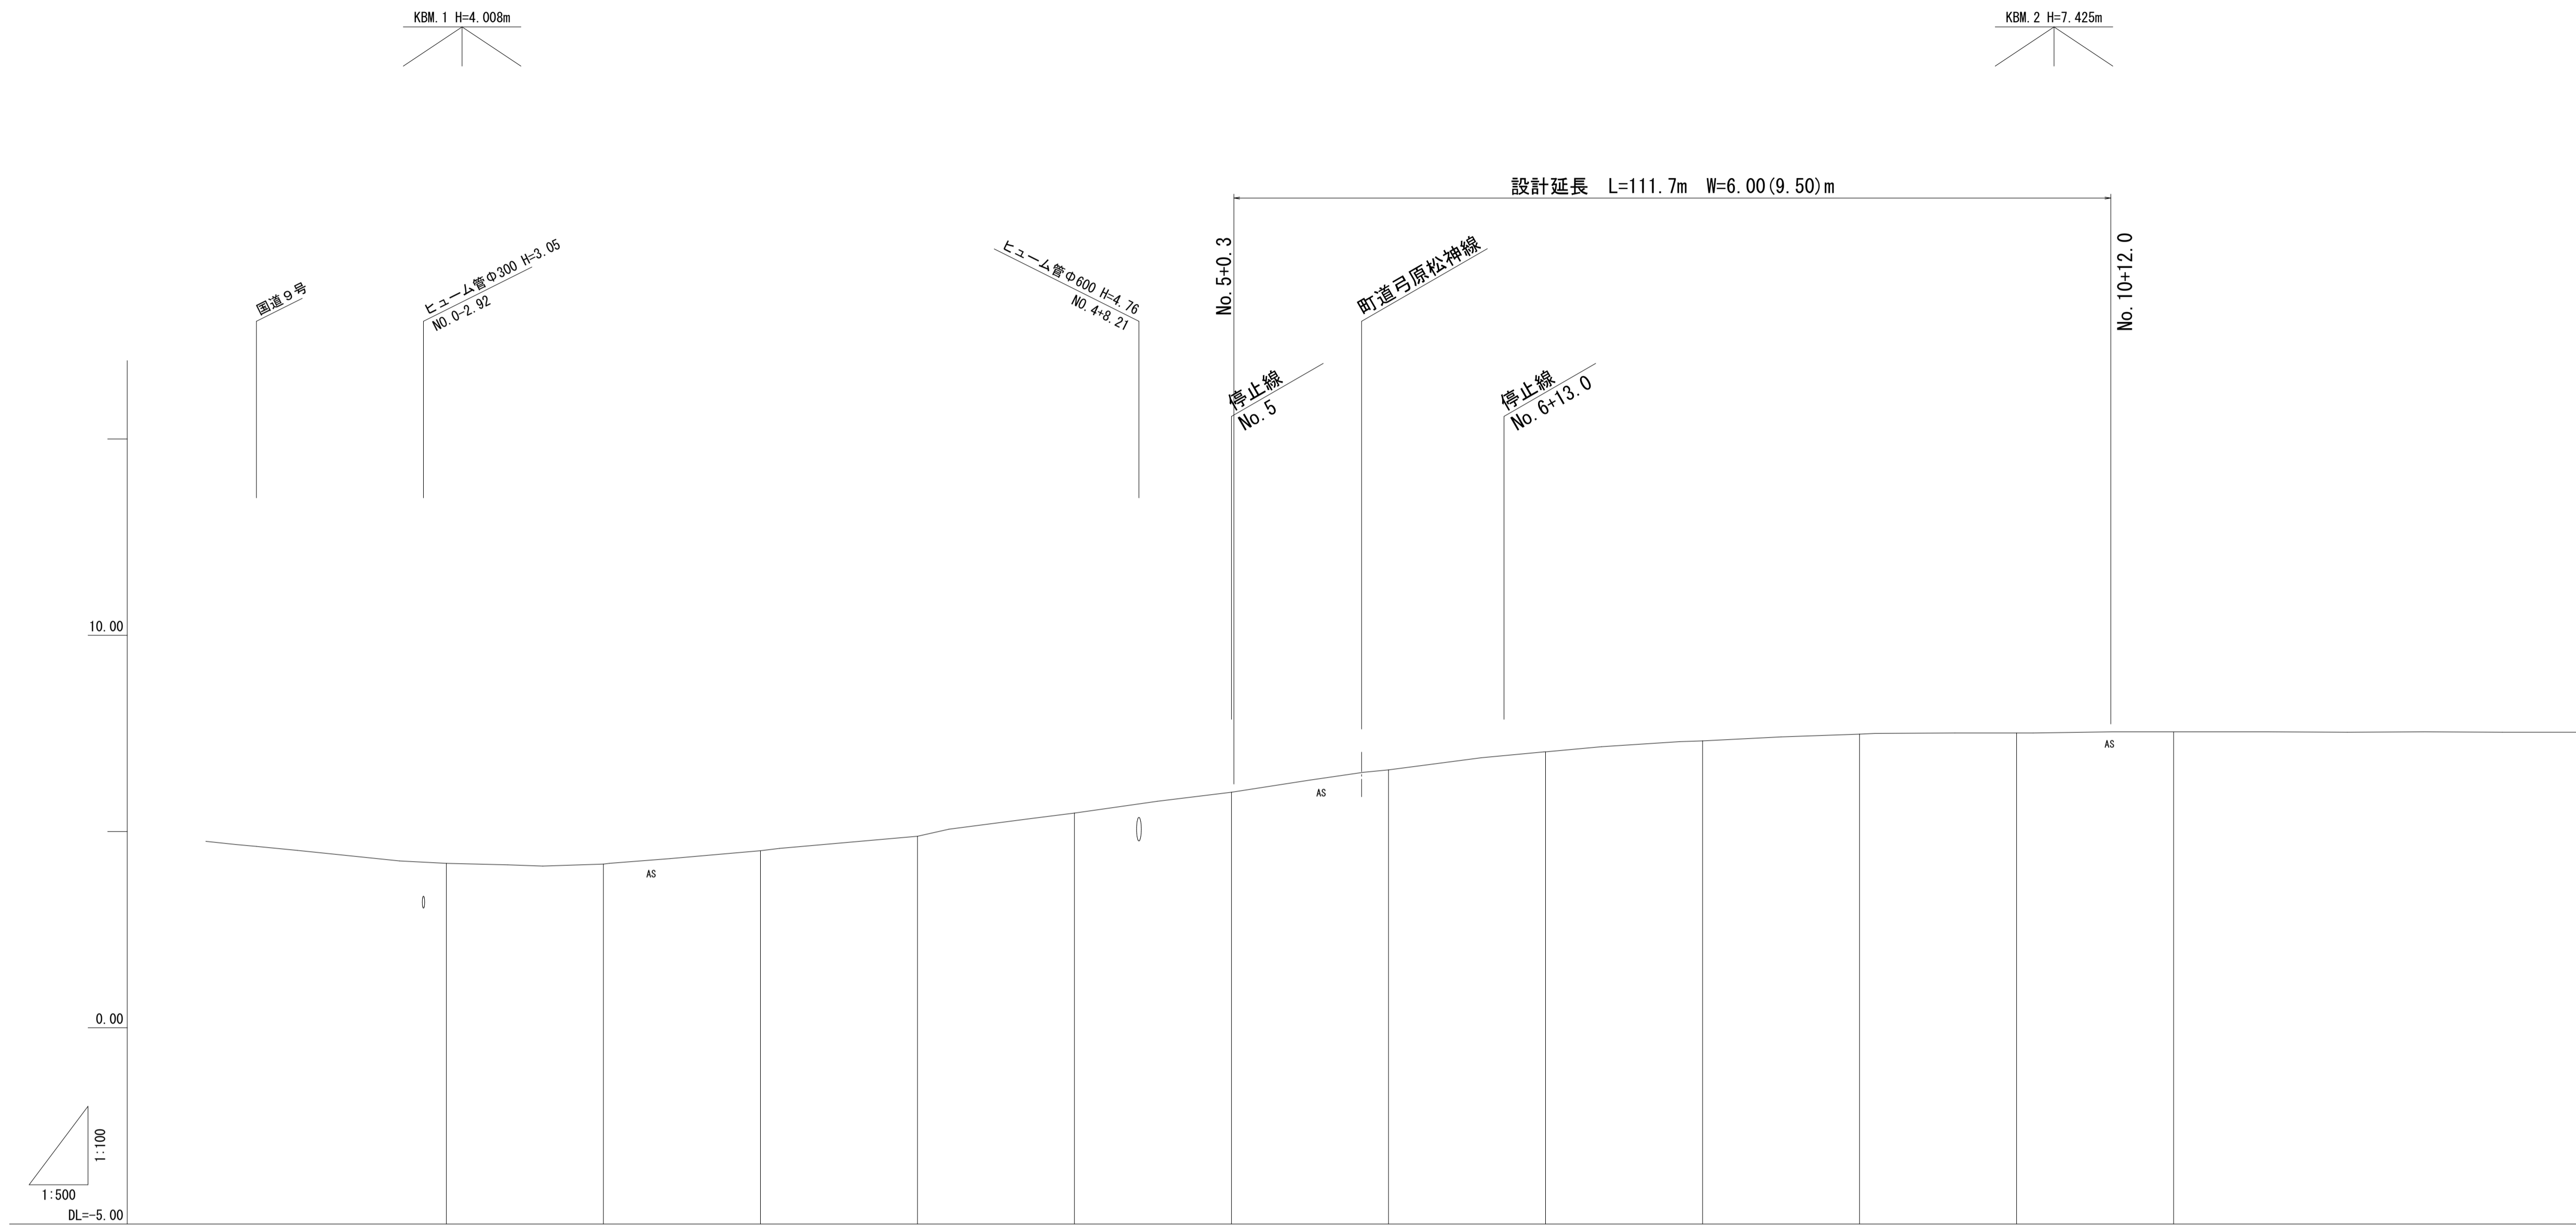 KBM.1 H=4.008m
KBM.2 H=7.425m
設計延長　L=111.7m　W=6.00(9.50)m
国道９号
ヒューム管Φ300 H=3.05
NO.0-2.92
ヒューム管Φ600 H=4.76
NO.4+8.21
No.5+0.3
町道弓原松神線
No.10+12.0
停止線
No.5
停止線
No.6+13.0
10.00
AS
AS
AS
0.00
1:100
1:500
DL=-5.00